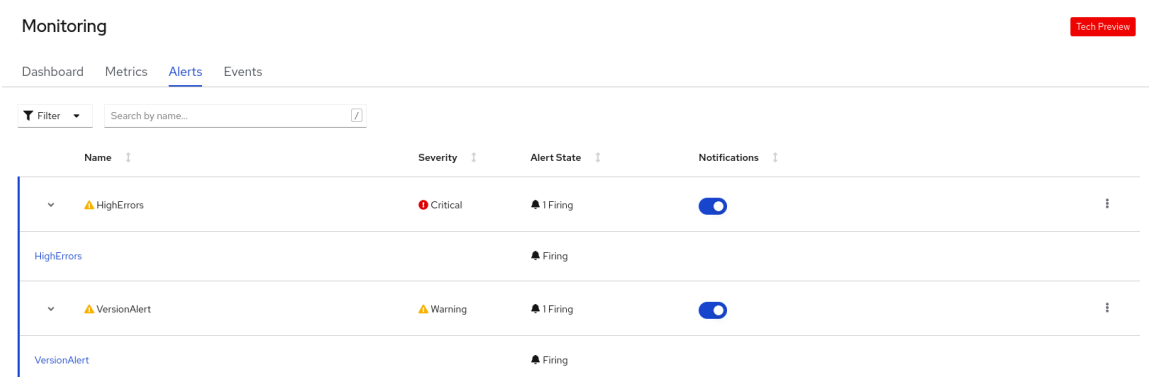 Monitoring
Tech Preview
Dashboard Metrics Alerts Events
Filter Search by name... /
Name Severity Alert State Notifications
HighErrors Critical 1 Firing
HighErrors Firing
VersionAlert Warning 1 Firing
VersionAlert Firing